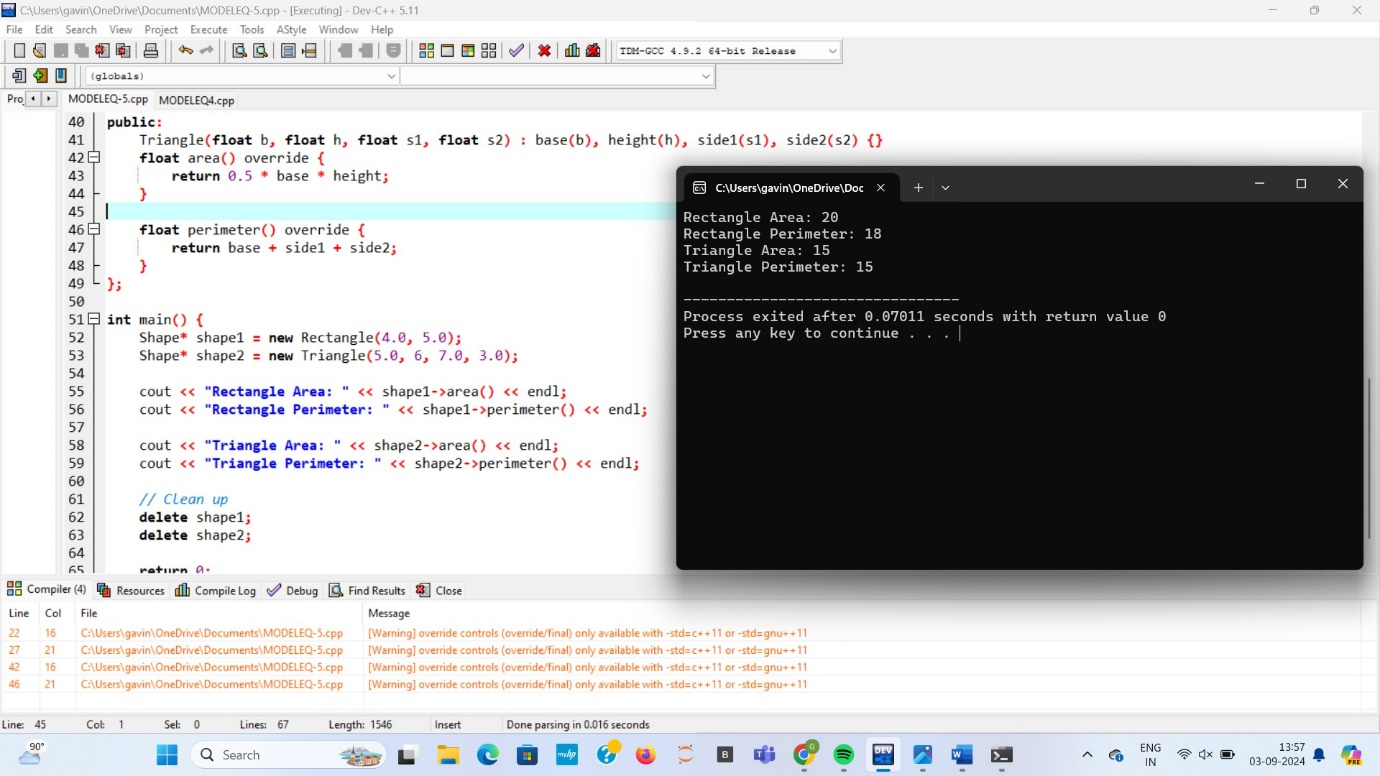 C:\Users\gavin\OneDrive\Documents\MODELEQ-5.cpp - [Executing] - Dev-C++ 5.11
File Edit Search View Project Execute Tools AStyle Window Help
TDM-GCC 4.9.2 64-bit Release
(globals)
MODELEQ-5.cpp MODELEQ4.cpp
40 public:
41 Triangle(float b, float h, float s1, float s2) : base(b), height(h), side1(s1), side2(s2) {}
42 float area() override {
43 return 0.5 * base * height;
44 }
45
46 float perimeter() override {
47 return base + side1 + side2;
48 }
49 };
50
51 int main() {
52 Shape* shape1 = new Rectangle(4.0, 5.0);
53 Shape* shape2 = new Triangle(5.0, 6, 7.0, 3.0);
54
55 cout << "Rectangle Area: " << shape1->area() << endl;
56 cout << "Rectangle Perimeter: " << shape1->perimeter() << endl;
57
58 cout << "Triangle Area: " << shape2->area() << endl;
59 cout << "Triangle Perimeter: " << shape2->perimeter() << endl;
60
61 // Clean up
62 delete shape1;
63 delete shape2;
64
65 return 0;
C:\Users\gavin\OneDrive\Doc
Rectangle Area: 20
Rectangle Perimeter: 18
Triangle Area: 15
Triangle Perimeter: 15
--------------------------------
Process exited after 0.07011 seconds with return value 0
Press any key to continue . . .
Compiler (4) Resources Compile Log Debug Find Results Close
Line Col File Message
22 16 C:\Users\gavin\OneDrive\Documents\MODELEQ-5.cpp [Warning] override controls (override/final) only available with -std=c++11 or -std=gnu++11
27 21 C:\Users\gavin\OneDrive\Documents\MODELEQ-5.cpp [Warning] override controls (override/final) only available with -std=c++11 or -std=gnu++11
42 16 C:\Users\gavin\OneDrive\Documents\MODELEQ-5.cpp [Warning] override controls (override/final) only available with -std=c++11 or -std=gnu++11
46 21 C:\Users\gavin\OneDrive\Documents\MODELEQ-5.cpp [Warning] override controls (override/final) only available with -std=c++11 or -std=gnu++11
Line: 45 Col: 1 Sel: 0 Lines: 67 Length: 1546 Insert Done parsing in 0.016 seconds
90° Search myhp B DEV ENG 13:57
IN 03-09-2024 PRE